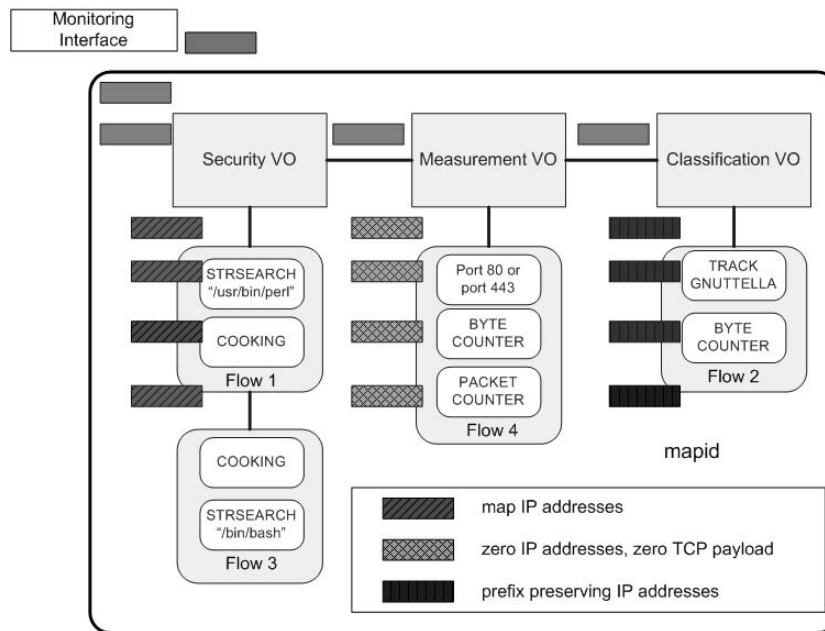 Monitoring
Interface
Security VO
Measurement VO
Classification VO
STRSEARCH
"/usr/bin/perl"
COOKING
Flow 1
COOKING
STRSEARCH
"/bin/bash"
Flow 3
Port 80 or
port 443
BYTE
COUNTER
PACKET
COUNTER
Flow 4
TRACK
GNUTTELLA
BYTE
COUNTER
Flow 2
mapid
map IP addresses
zero IP addresses, zero TCP payload
prefix preserving IP addresses